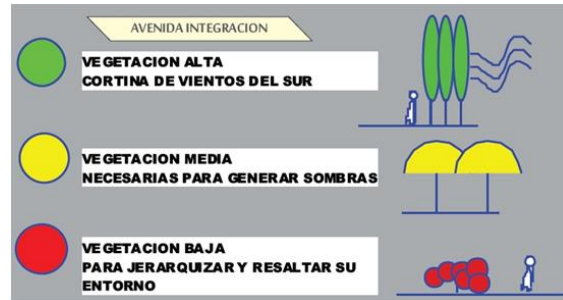 AVENIDA INTEGRACION
VEGETACION ALTA
CORTINA DE VIENTOS DEL SUR
VEGETACION MEDIA
NECESARIAS PARA GENERAR SOMBRAS
VEGETACION BAJA
PARA JERARQUIZAR Y RESALTAR SU
ENTORNO